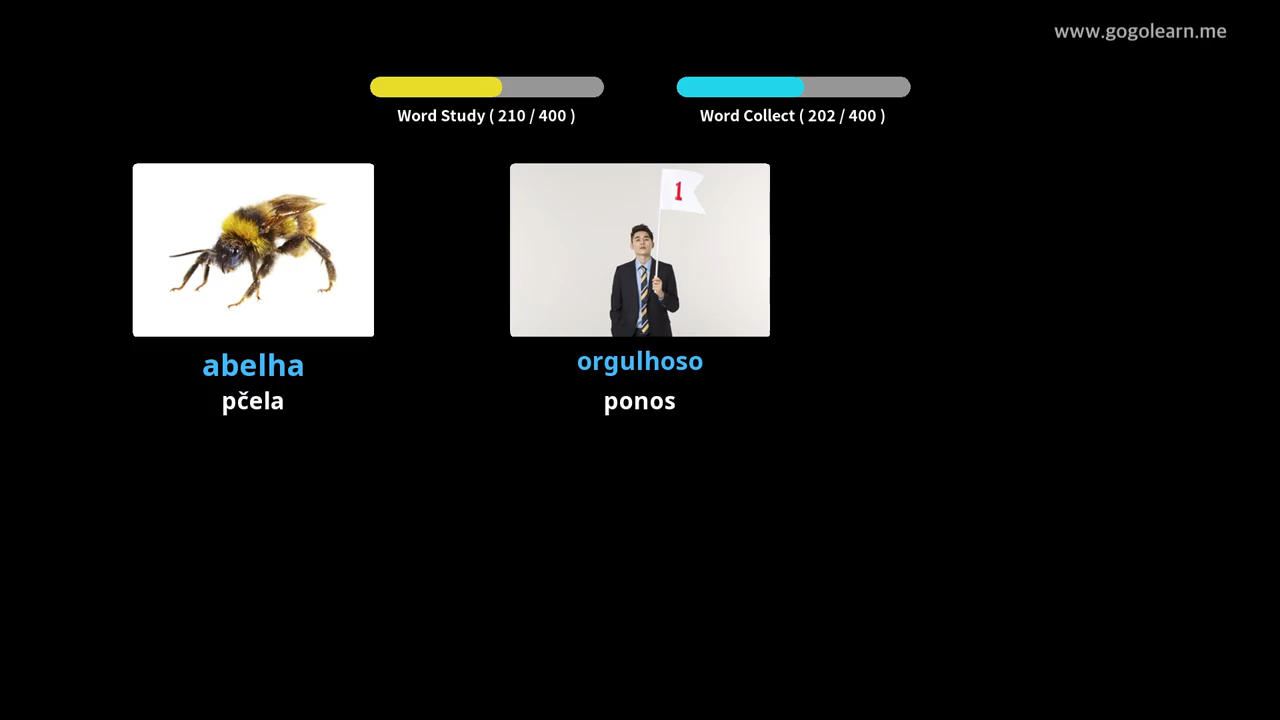 www.gogolearn.me
Word Study ( 210 / 400 )
Word Collect ( 202 / 400 )
1
abelha
pčela
orgulhoso
ponos